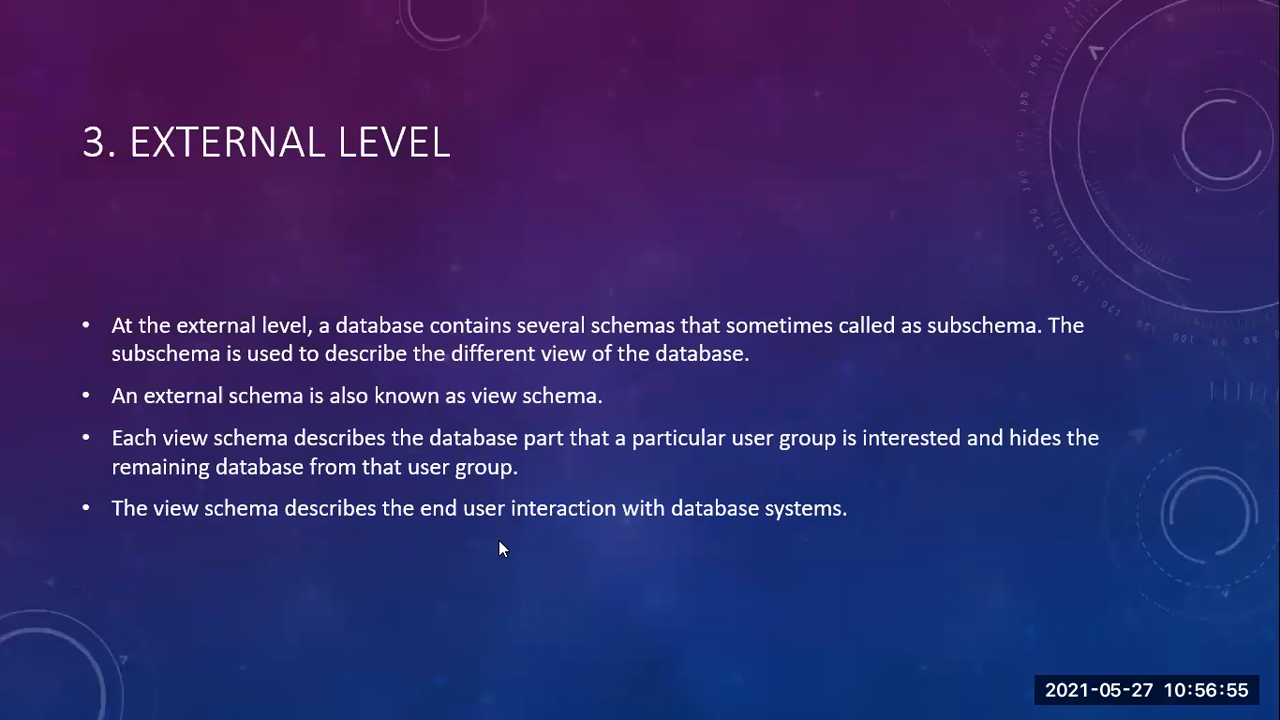 3. EXTERNAL LEVEL
• At the external level, a database contains several schemas that sometimes called as subschema. The
subschema is used to describe the different view of the database.
• An external schema is also known as view schema.
• Each view schema describes the database part that a particular user group is interested and hides the
remaining database from that user group.
• The view schema describes the end user interaction with database systems.
2021-05-27 10:56:55